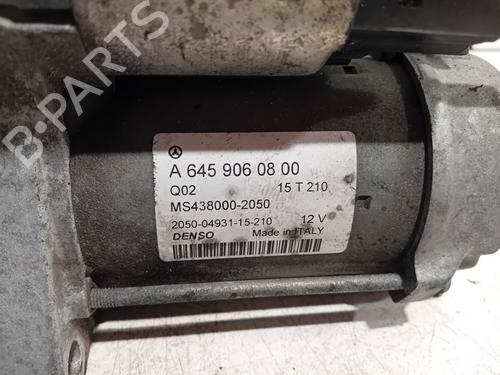 B-PARTS
A 645 906 08 00
Q02 15 T 210
MS438000-2050
2050-04931-15-210 12 V
DENSO Made in ITALY